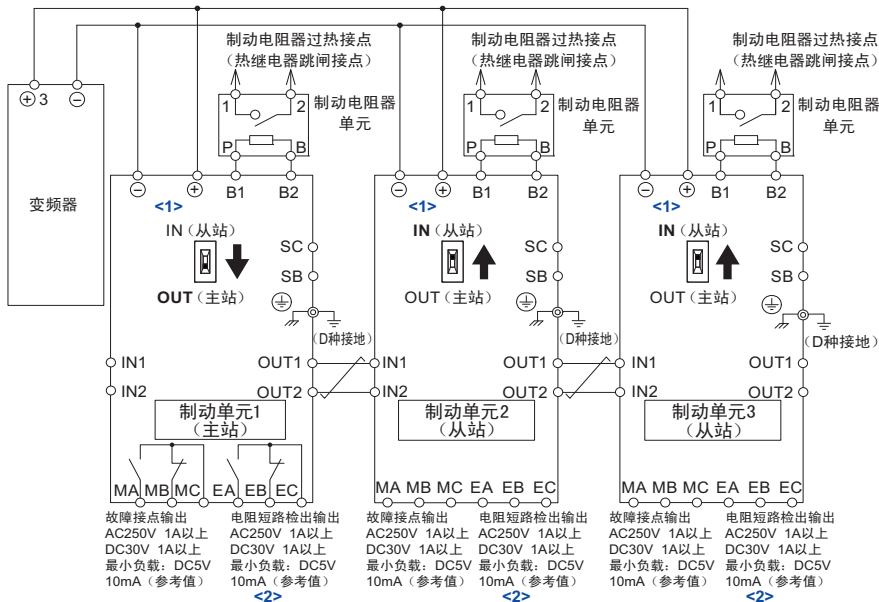 制动电阻器过热接点
（热继电器跳闸接点）
制动电阻器过热接点
（热继电器跳闸接点）
制动电阻器过热接点
（热继电器跳闸接点）
⊕3 ⊖
变频器
1 2
P B
制动电阻器
单元
1 2
P B
制动电阻器
单元
1 2
P B
制动电阻器
单元
⊖ ⊕ B1 B2
<1>
IN（从站）
OUT（主站）
SC
SB
（D种接地）
IN1
IN2
OUT1
OUT2
制动单元1
（主站）
MA MB MC EA EB EC
⊖ ⊕ B1 B2
<1>
IN（从站）
OUT（主站）
SC
SB
（D种接地）
IN1
IN2
OUT1
OUT2
制动单元2
（从站）
MA MB MC EA EB EC
⊖ ⊕ B1 B2
<1>
IN（从站）
OUT（主站）
SC
SB
（D种接地）
IN1
IN2
OUT1
OUT2
制动单元3
（从站）
MA MB MC EA EB EC
故障接点输出
AC250V 1A以上
DC30V 1A以上
最小负载：DC5V
10mA（参考值）
电阻短路检出输出
AC250V 1A以上
DC30V 1A以上
最小负载：DC5V
10mA（参考值）
<2>
故障接点输出
AC250V 1A以上
DC30V 1A以上
最小负载：DC5V
10mA（参考值）
电阻短路检出输出
AC250V 1A以上
DC30V 1A以上
最小负载：DC5V
10mA（参考值）
<2>
故障接点输出
AC250V 1A以上
DC30V 1A以上
最小负载：DC5V
10mA（参考值）
电阻短路检出输出
AC250V 1A以上
DC30V 1A以上
最小负载：DC5V
10mA（参考值）
<2>